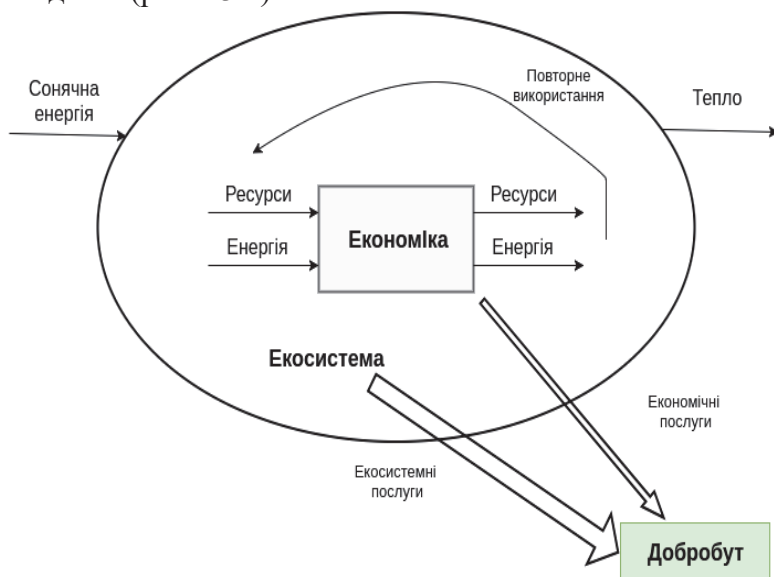 Сонячна
енергія
Повторне
використання
Тепло
Ресурси
Ресурси
ЕкономІка
Енергія
Енергія
Екосистема
Економічні
послуги
Екосистемні
послуги
Добробут